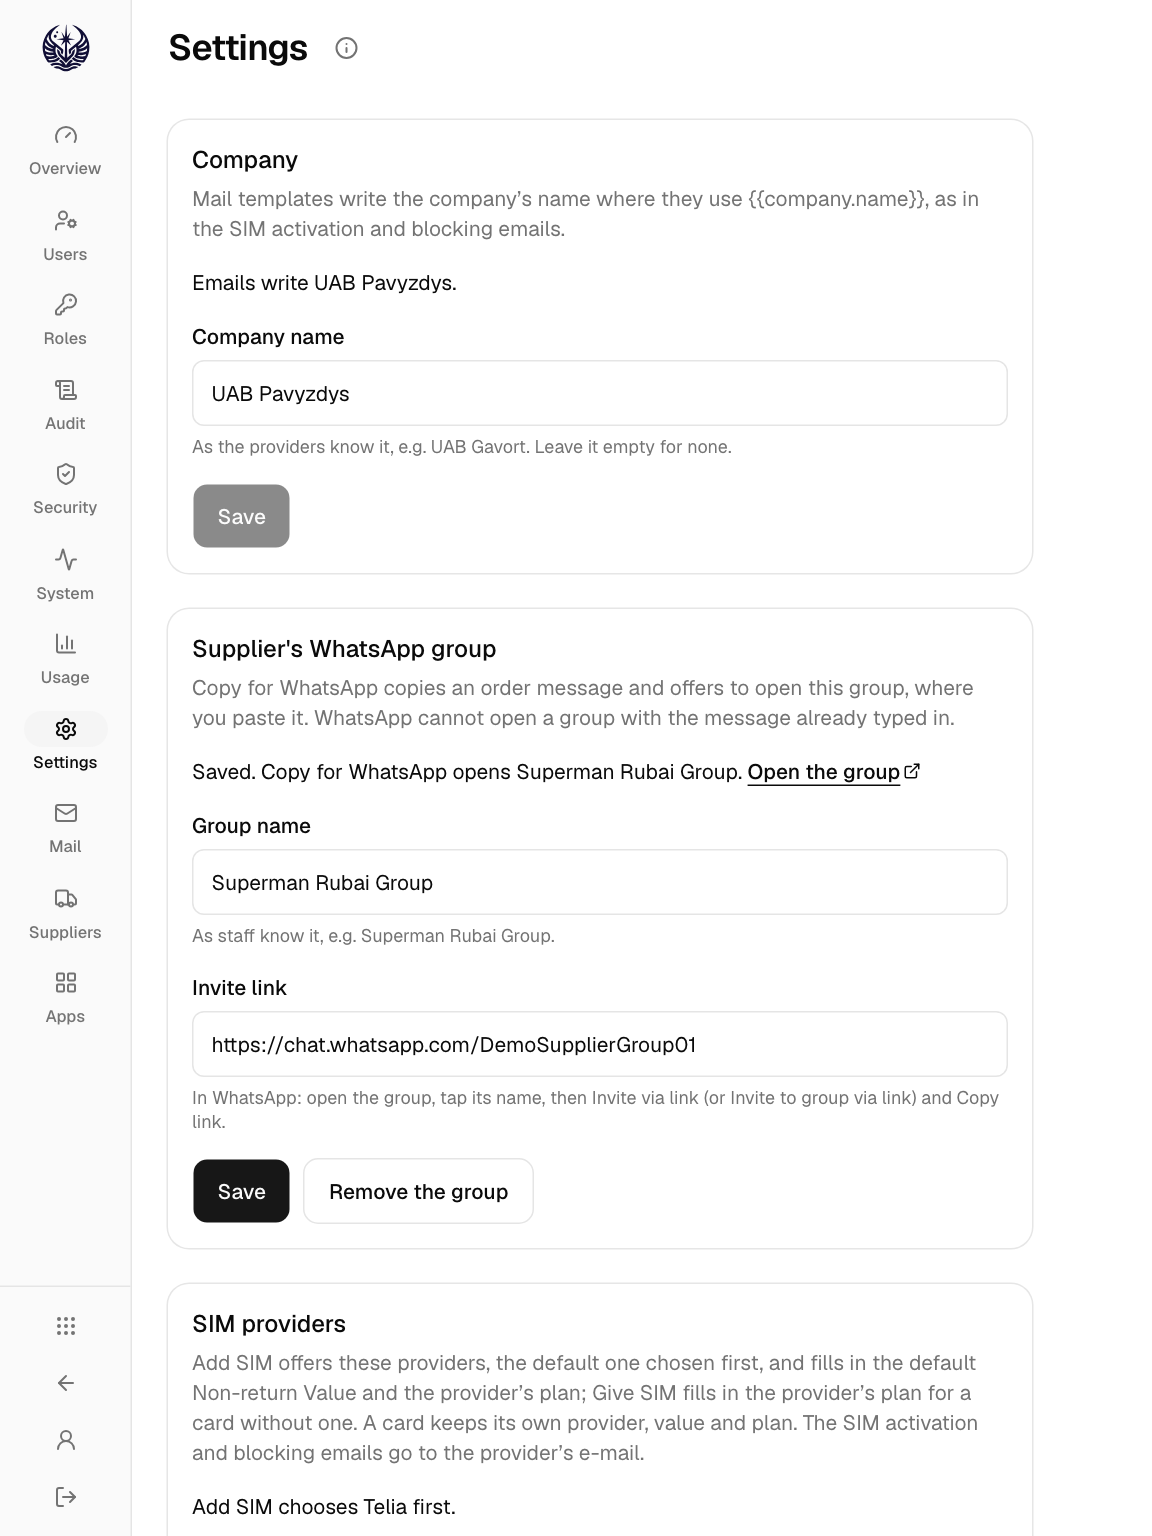 Settings
Overview
Users
Roles
Audit
Security
System
Usage
Settings
Mail
Suppliers
Apps
Company
Mail templates write the company’s name where they use {{company.name}}, as in
the SIM activation and blocking emails.
Emails write UAB Pavyzdys.
Company name
UAB Pavyzdys
As the providers know it, e.g. UAB Gavort. Leave it empty for none.
Save
Supplier's WhatsApp group
Copy for WhatsApp copies an order message and offers to open this group, where
you paste it. WhatsApp cannot open a group with the message already typed in.
Saved. Copy for WhatsApp opens Superman Rubai Group. Open the group
Group name
Superman Rubai Group
As staff know it, e.g. Superman Rubai Group.
Invite link
https://chat.whatsapp.com/DemoSupplierGroup01
In WhatsApp: open the group, tap its name, then Invite via link (or Invite to group via link) and Copy
link.
Save
Remove the group
SIM providers
Add SIM offers these providers, the default one chosen first, and fills in the default
Non-return Value and the provider’s plan; Give SIM fills in the provider’s plan for a
card without one. A card keeps its own provider, value and plan. The SIM activation
and blocking emails go to the provider’s e-mail.
Add SIM chooses Telia first.